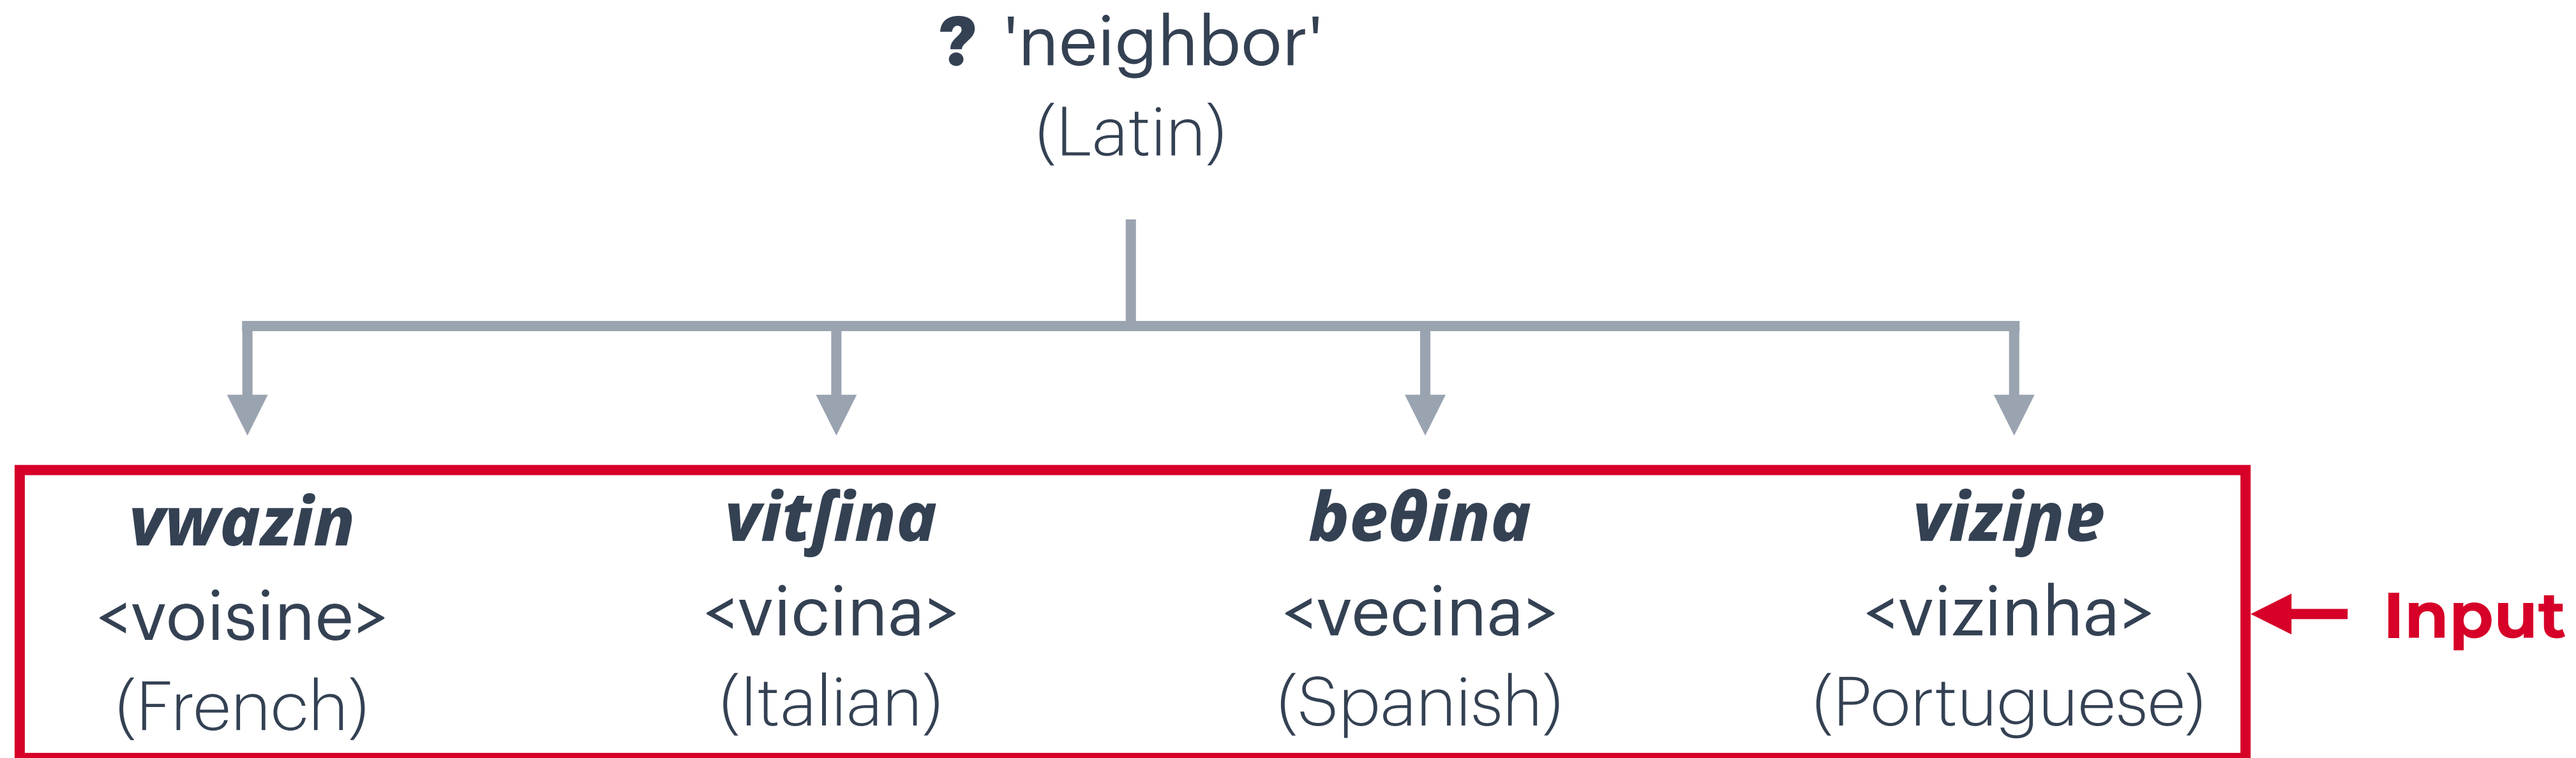 ? 'neighbor'
(Latin)
vwazin
<voisine>
(French)
vitʃina
<vicina>
(Italian)
beθina
<vecina>
(Spanish)
viziɲɐ
<vizinha>
(Portuguese)
Input